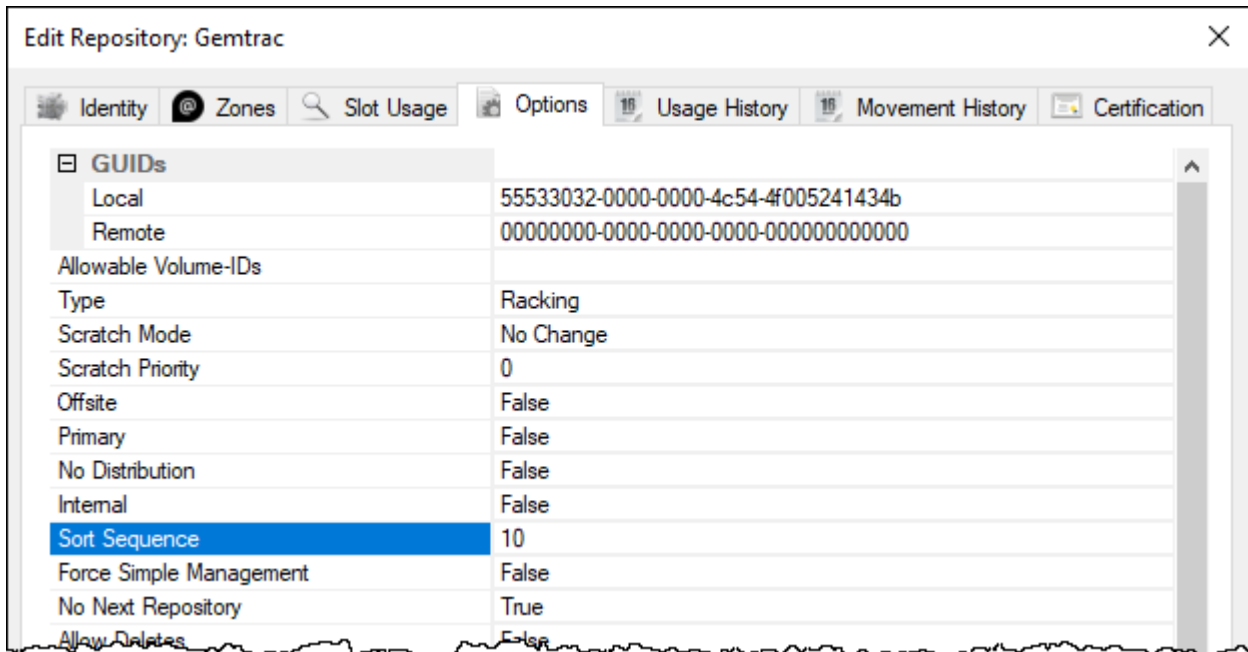 Edit Repository: Gemtrac
Identity Zones Slot Usage Options Usage History Movement History Certification
GUIDs
Local 55533032-0000-0000-4c54-4f005241434b
Remote 00000000-0000-0000-0000-000000000000
Allowable Volume-IDs
Type Racking
Scratch Mode No Change
Scratch Priority 0
Offsite False
Primary False
No Distribution False
Internal False
Sort Sequence 10
Force Simple Management False
No Next Repository True
Allow Deletes False